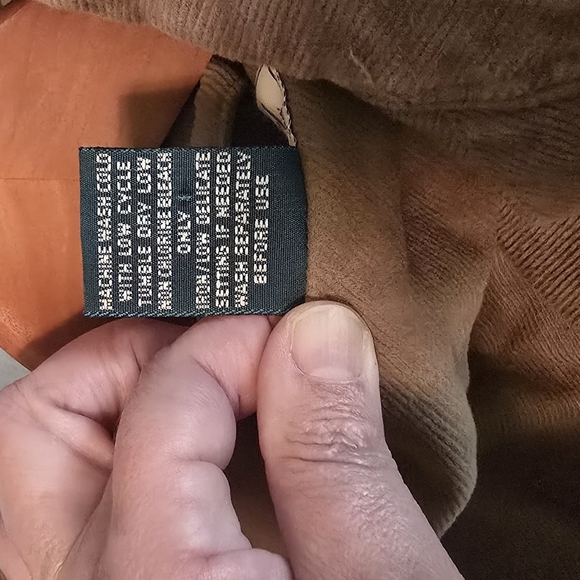 MACHINE WASH COLD
WITH LOW CYCLE
TUMBLE DRY LOW
NON CHLORINE BLEACH
ONLY
IRON/LOW DELICATE
SETING IF NEEDED
WASH SEPARATELY
BEFORE USE